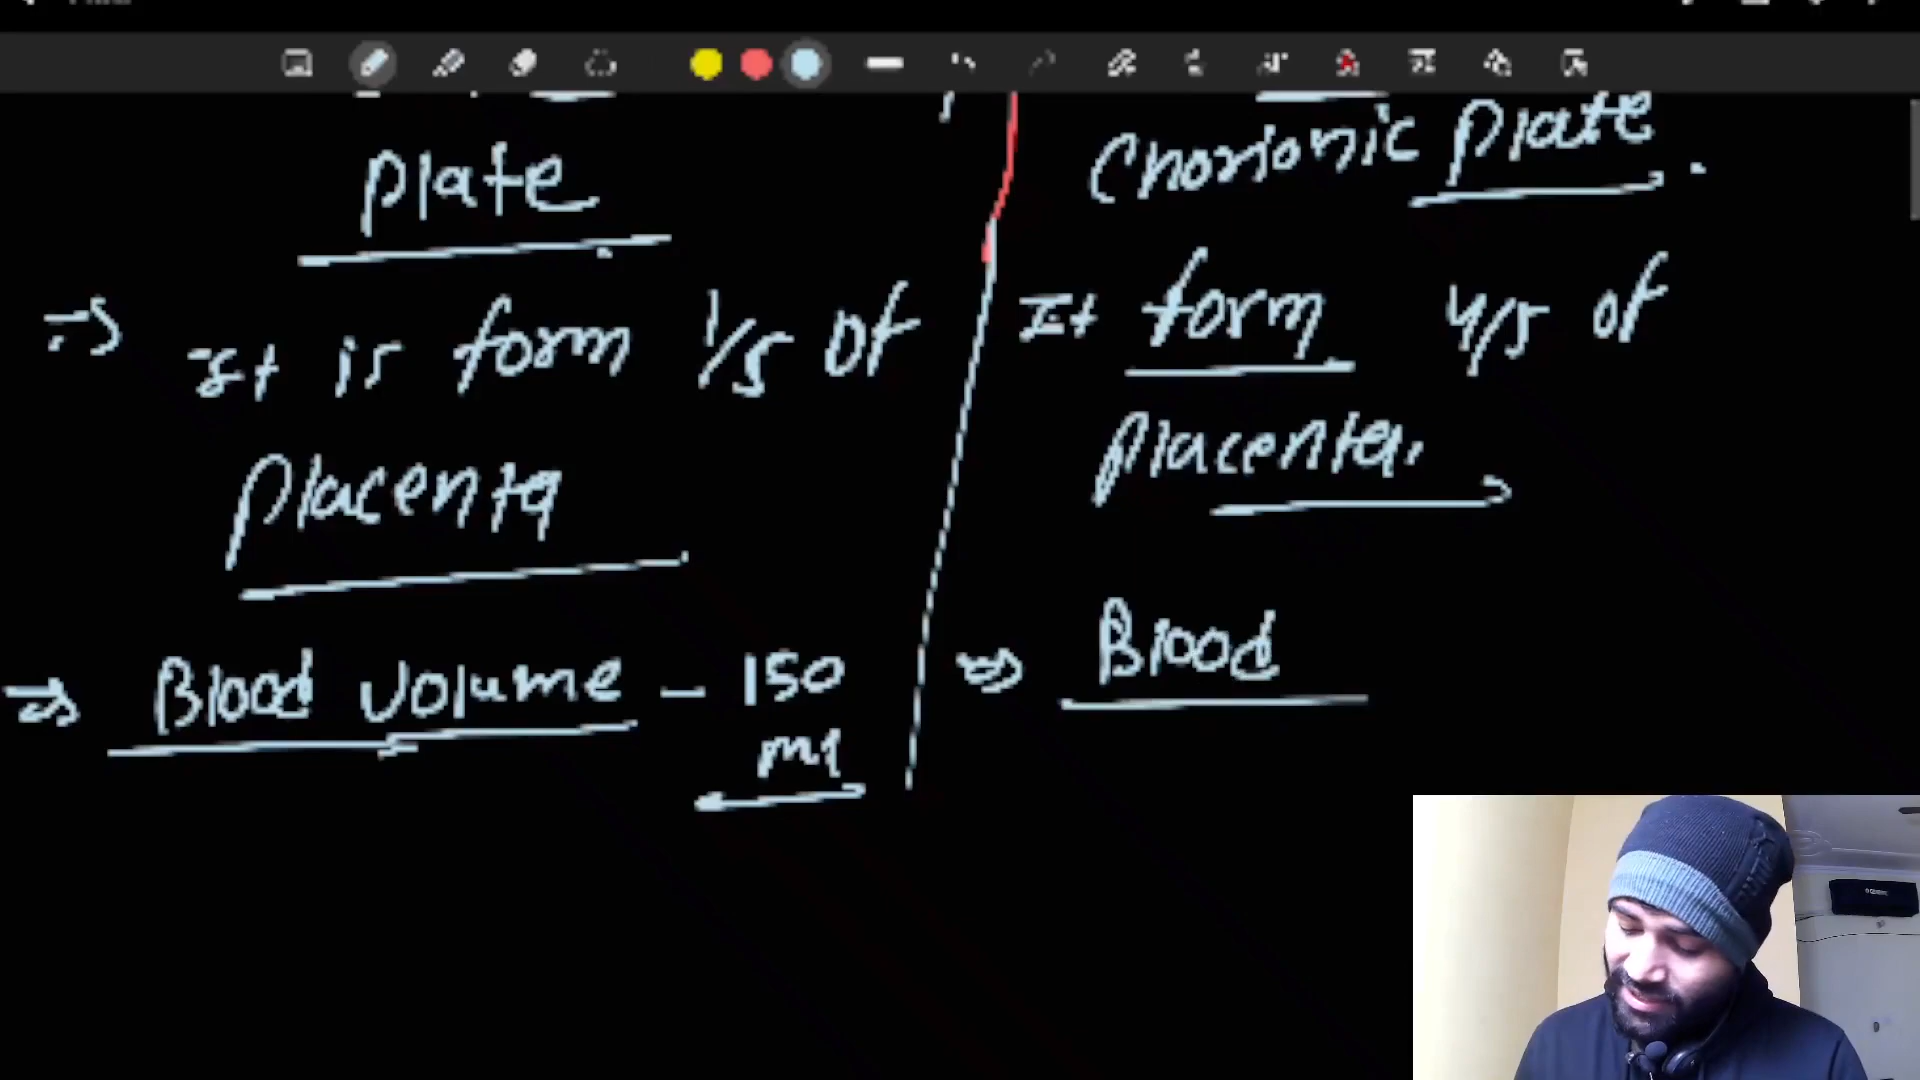 plate
⇒ It is form 1/5 of
placenta
⇒ Blood volume – 150
ml
Chorionic plate.
It form 4/5 of
placenta.
⇒ Blood